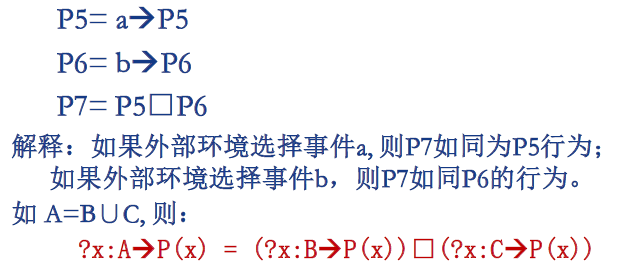 P5= a➔P5
P6= b➔P6
P7= P5□P6
解释：如果外部环境选择事件a, 则P7如同为P5行为；
如果外部环境选择事件b，则P7如同P6的行为。
如 A=B∪C, 则：
?x:A➔P(x) = (?x:B➔P(x))□(?x:C➔P(x))